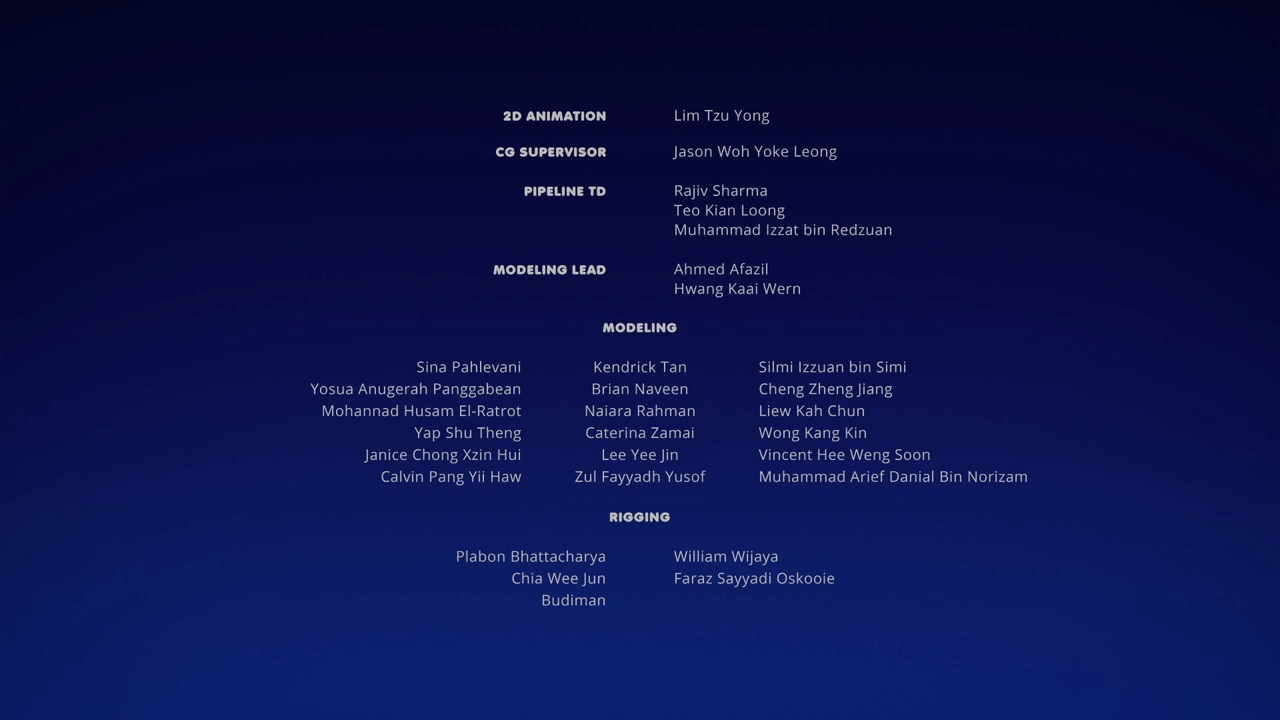 2D ANIMATION Lim Tzu Yong
CG SUPERVISOR Jason Woh Yoke Leong
PIPELINE TD Rajiv Sharma
Teo Kian Loong
Muhammad Izzat bin Redzuan
MODELING LEAD Ahmed Afazil
Hwang Kaai Wern
MODELING
Sina Pahlevani Kendrick Tan Silmi Izzuan bin Simi
Yosua Anugerah Panggabean Brian Naveen Cheng Zheng Jiang
Mohannad Husam El-Ratrot Naiara Rahman Liew Kah Chun
Yap Shu Theng Caterina Zamai Wong Kang Kin
Janice Chong Xzin Hui Lee Yee Jin Vincent Hee Weng Soon
Calvin Pang Yii Haw Zul Fayyadh Yusof Muhammad Arief Danial Bin Norizam
RIGGING
Plabon Bhattacharya William Wijaya
Chia Wee Jun Faraz Sayyadi Oskooie
Budiman